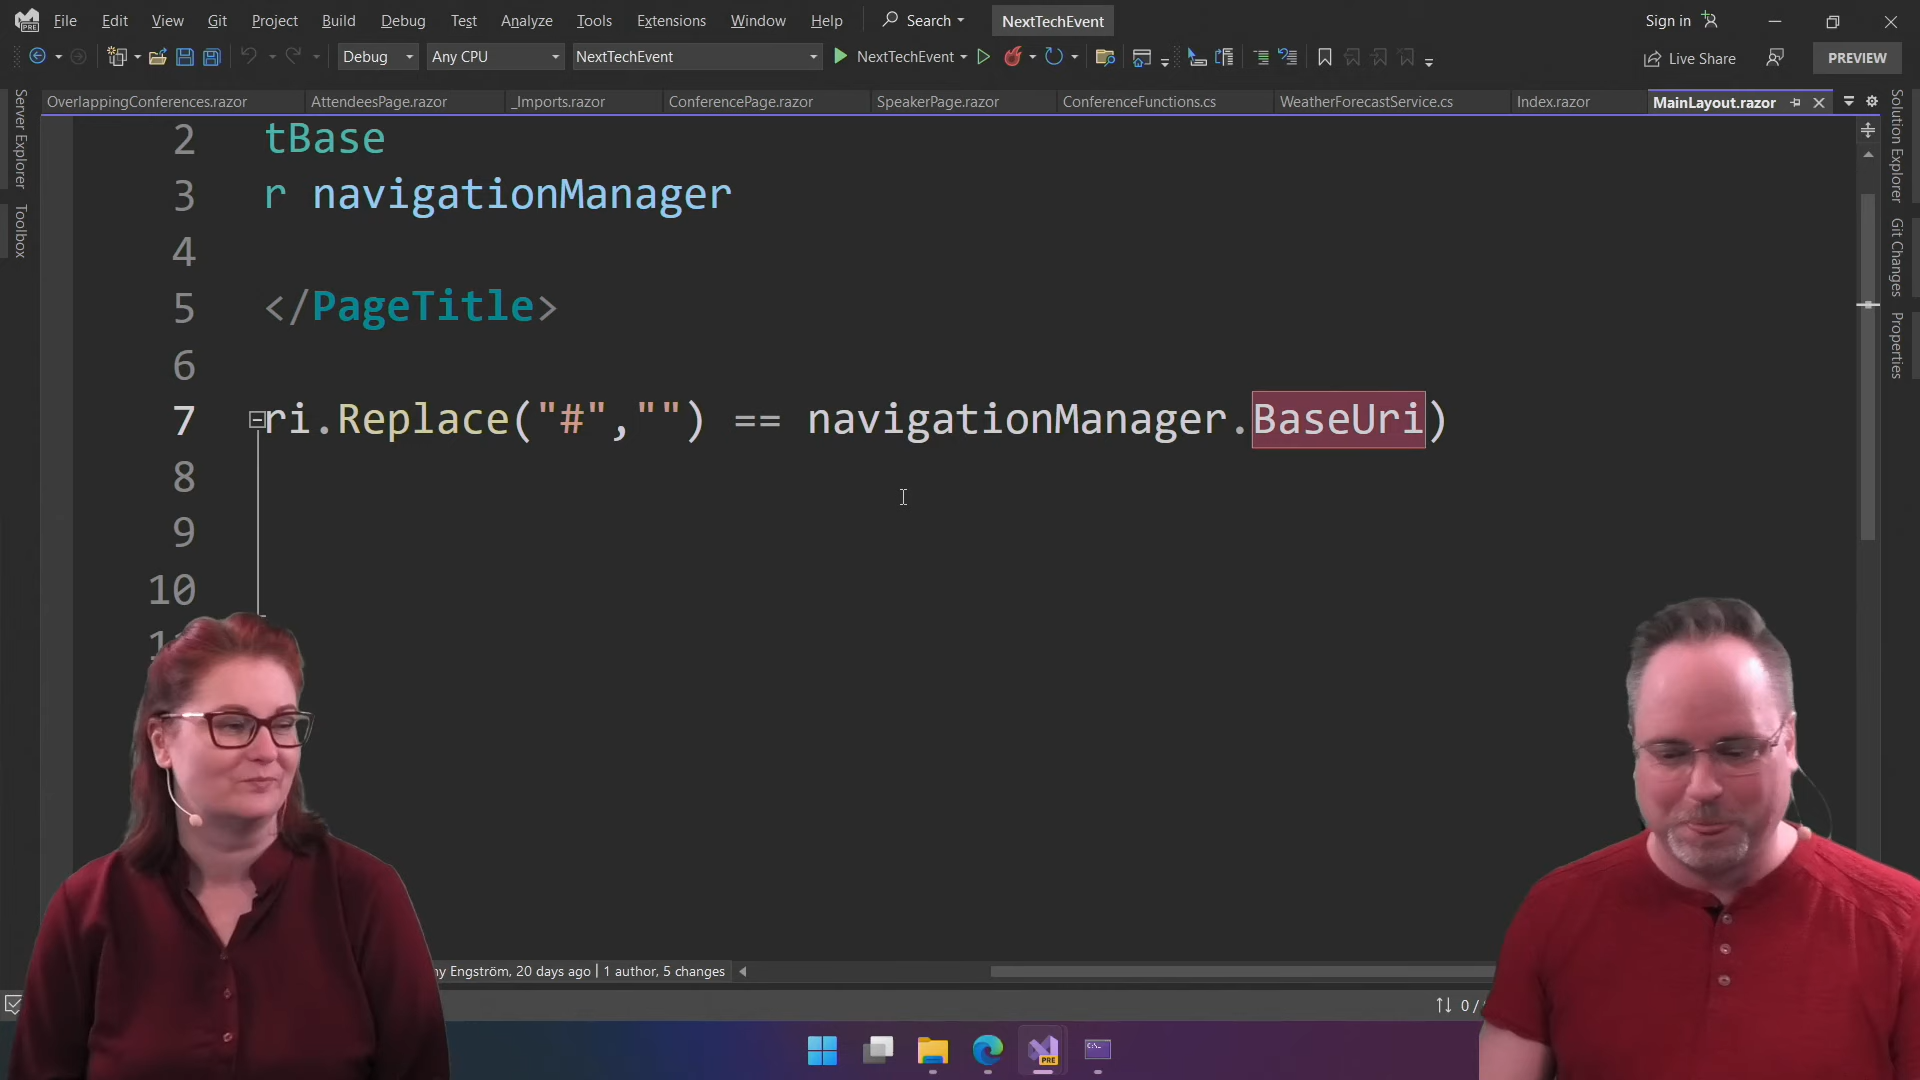 File Edit View Git Project Build Debug Test Analyze Tools Extensions Window Help Search NextTechEvent Sign in
PRE
Debug Any CPU NextTechEvent NextTechEvent Live Share PREVIEW
OverlappingConferences.razor AttendeesPage.razor _Imports.razor ConferencePage.razor SpeakerPage.razor ConferenceFunctions.cs WeatherForecastService.cs Index.razor MainLayout.razor
Server Explorer
Toolbox
Solution Explorer
Git Changes
Properties
2 tBase
3 r navigationManager
4
5 </PageTitle>
6
7 ri.Replace("#","") == navigationManager.BaseUri)
8
9
10
Engström, 20 days ago | 1 author, 5 changes
0 /
PRE
C:\_